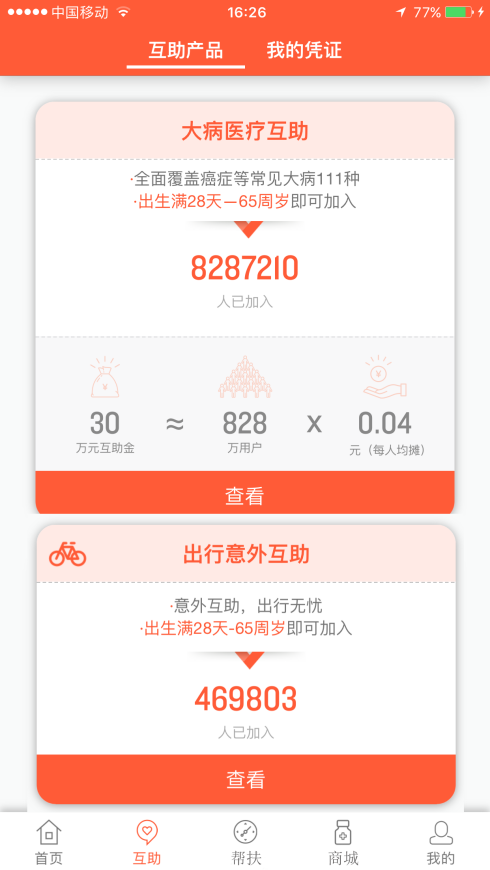 中国移动 16:26 77%
互助产品 我的凭证
大病医疗互助
·全面覆盖癌症等常见大病111种
·出生满28天—65周岁即可加入
8287210
人已加入
¥ ¥
30 ≈ 828 x 0.04
万元互助金 万用户 元（每人均摊）
查看
出行意外互助
·意外互助，出行无忧
·出生满28天-65周岁即可加入
469803
人已加入
查看
首页 互助 帮扶 商城 我的